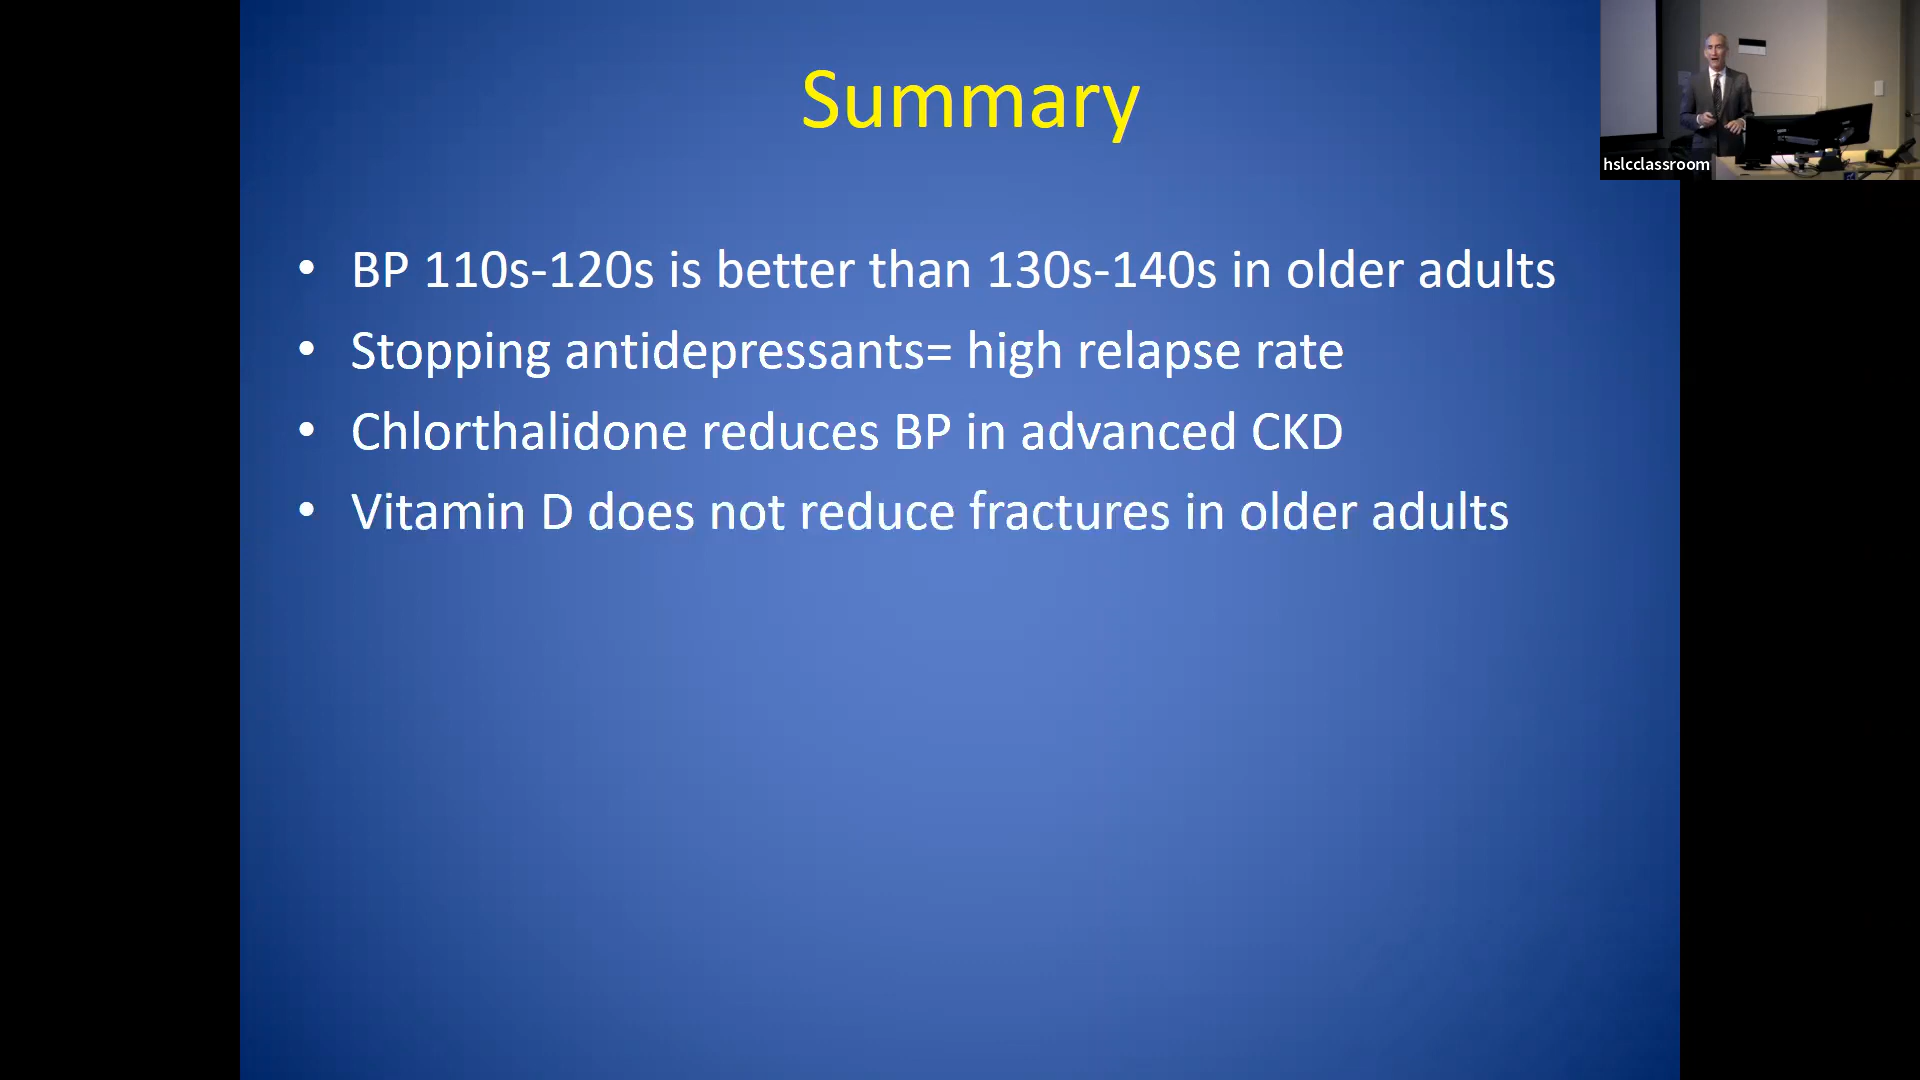 Summary
hslcclassroom
• BP 110s-120s is better than 130s-140s in older adults
• Stopping antidepressants= high relapse rate
• Chlorthalidone reduces BP in advanced CKD
• Vitamin D does not reduce fractures in older adults